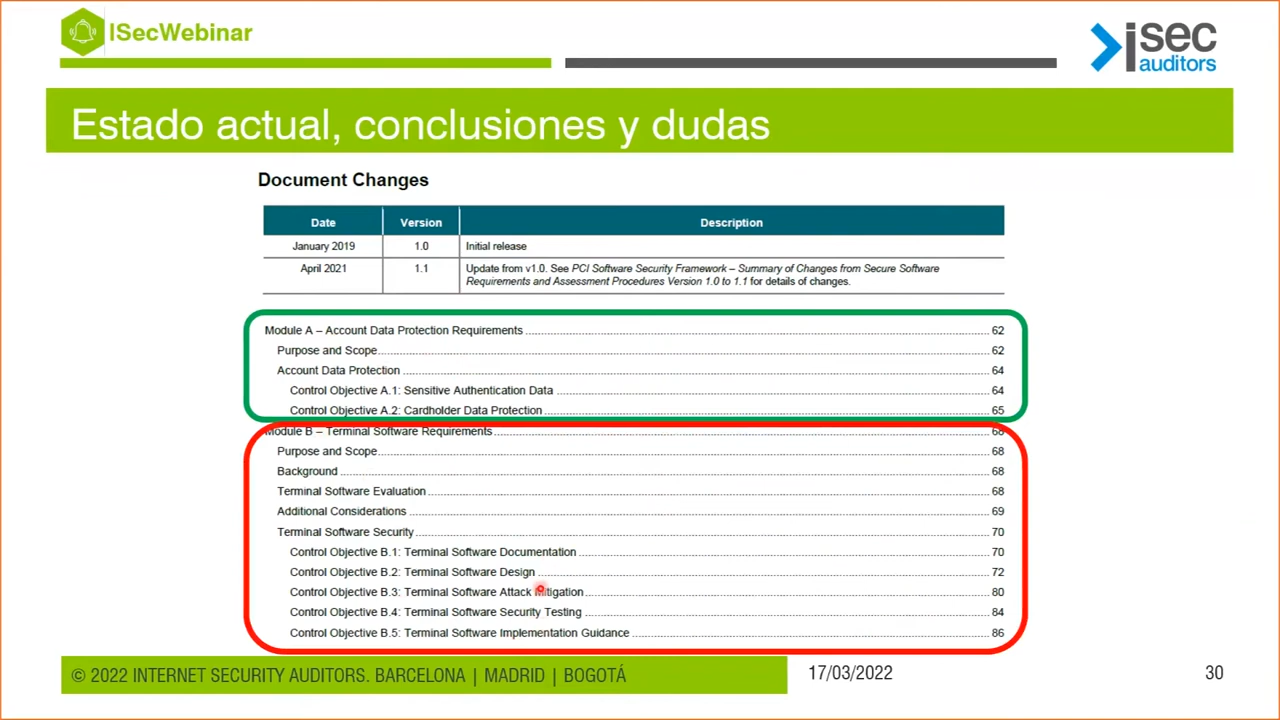 ISecWebinar
isec
auditors
Estado actual, conclusiones y dudas
Document Changes
Date Version Description
January 2019 1.0 Initial release
April 2021 1.1 Update from v1.0. See PCI Software Security Framework – Summary of Changes from Secure Software
Requirements and Assessment Procedures Version 1.0 to 1.1 for details of changes.
Module A – Account Data Protection Requirements 62
Purpose and Scope 62
Account Data Protection 64
Control Objective A.1: Sensitive Authentication Data 64
Control Objective A.2: Cardholder Data Protection 65
Module B – Terminal Software Requirements 68
Purpose and Scope 68
Background 68
Terminal Software Evaluation 68
Additional Considerations 69
Terminal Software Security 70
Control Objective B.1: Terminal Software Documentation 70
Control Objective B.2: Terminal Software Design 72
Control Objective B.3: Terminal Software Attack Mitigation 80
Control Objective B.4: Terminal Software Security Testing 84
Control Objective B.5: Terminal Software Implementation Guidance 86
© 2022 INTERNET SECURITY AUDITORS. BARCELONA | MADRID | BOGOTÁ 17/03/2022 30